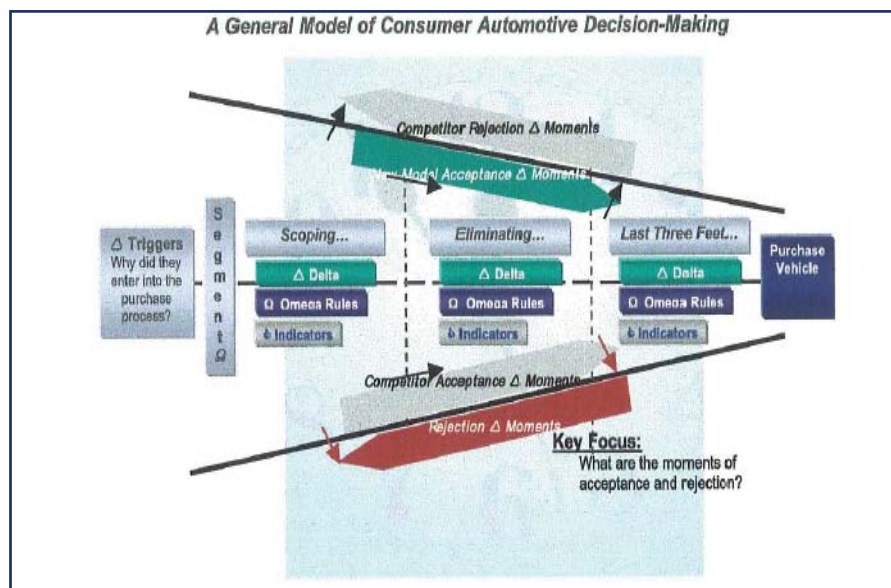 A General Model of Consumer Automotive Decision-Making
Competitor Rejection Δ Moments
New Model Acceptance Δ Moments
Δ Triggers
Why did they
enter into the
purchase
process?
Segment Ω
Scoping...
Δ Delta
Ω Omega Rules
Indicators
Eliminating...
Δ Delta
Ω Omega Rules
Indicators
Last Three Feet...
Δ Delta
Ω Omega Rules
Indicators
Purchase
Vehicle
Competitor Acceptance Δ Moments
Rejection Δ Moments
Key Focus:
What are the moments of
acceptance and rejection?